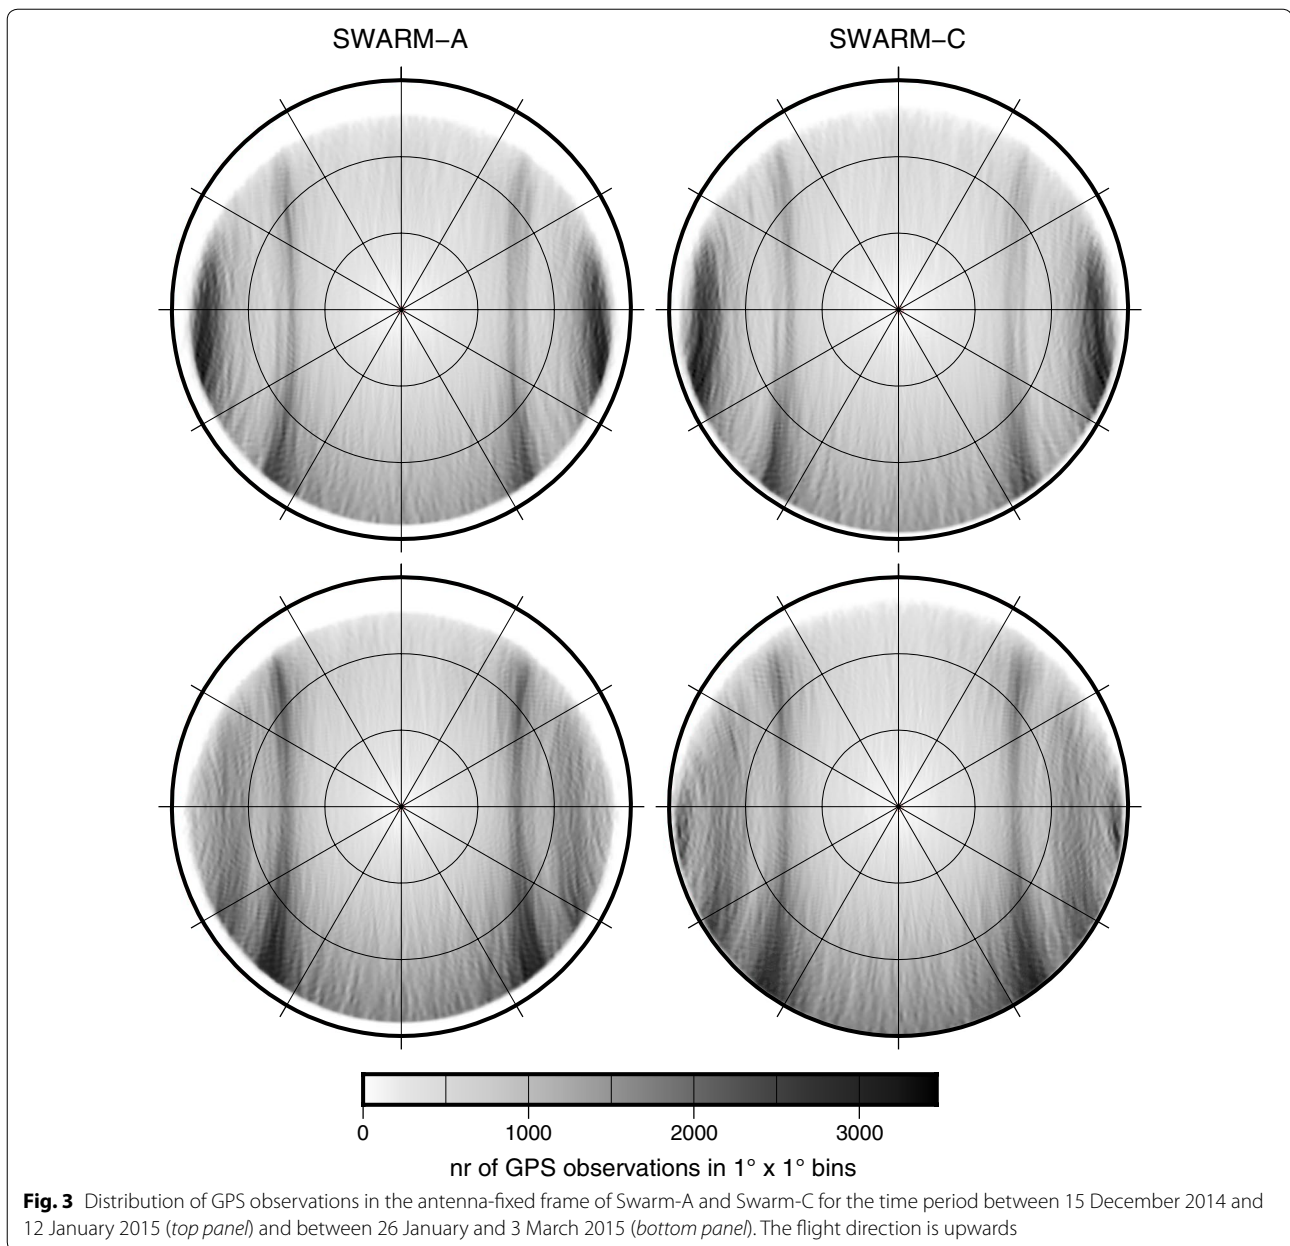 SWARM–A
SWARM–C
0
1000
2000
3000
nr of GPS observations in 1° x 1° bins
Fig. 3 Distribution of GPS observations in the antenna-fixed frame of Swarm-A and Swarm-C for the time period between 15 December 2014 and
12 January 2015 (top panel) and between 26 January and 3 March 2015 (bottom panel). The flight direction is upwards